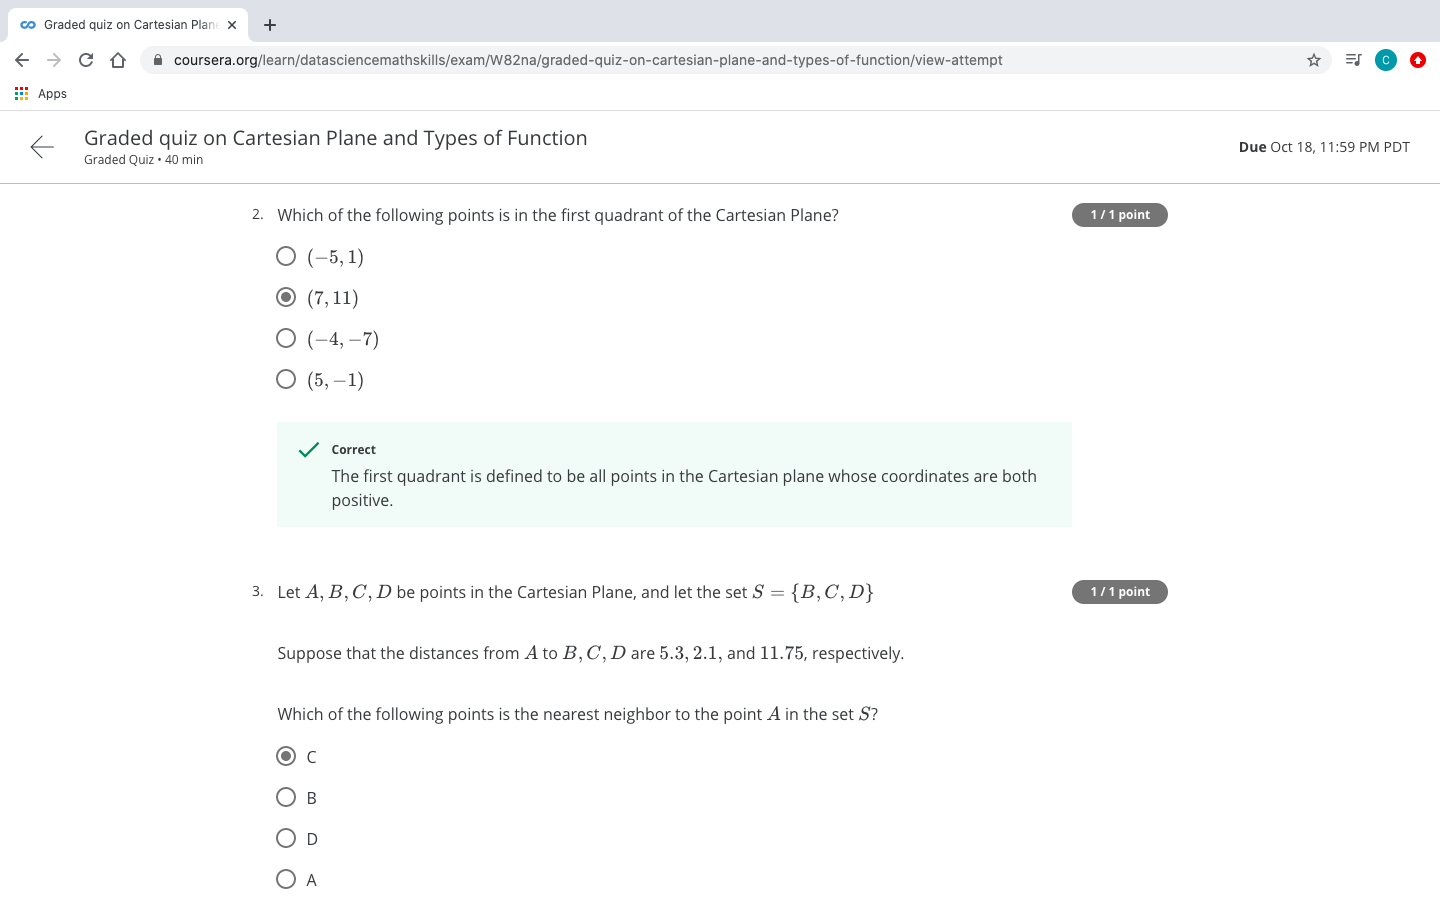 Graded quiz on Cartesian Plan
coursera.org/learn/datasciencemathskills/exam/W82na/graded-quiz-on-cartesian-plane-and-types-of-function/view-attempt
C
Apps
Graded quiz on Cartesian Plane and Types of Function
Graded Quiz • 40 min
Due Oct 18, 11:59 PM PDT
2. Which of the following points is in the first quadrant of the Cartesian Plane?
1 / 1 point
(−5, 1)
(7, 11)
(−4, −7)
(5, −1)
Correct
The first quadrant is defined to be all points in the Cartesian plane whose coordinates are both
positive.
3. Let A, B, C, D be points in the Cartesian Plane, and let the set S = {B, C, D}
1 / 1 point
Suppose that the distances from A to B, C, D are 5.3, 2.1, and 11.75, respectively.
Which of the following points is the nearest neighbor to the point A in the set S?
C
B
D
A